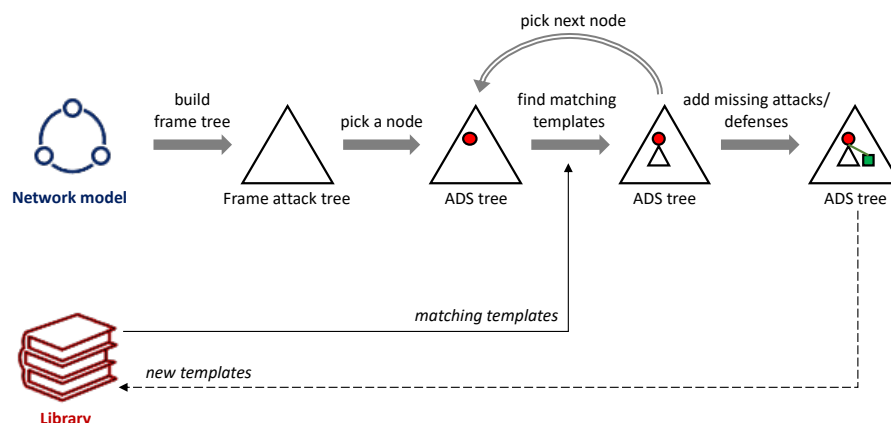 pick next node
build
frame tree
pick a node
find matching
templates
add missing attacks/
defenses
Network model
Frame attack tree
ADS tree
ADS tree
ADS tree
matching templates
new templates
Library